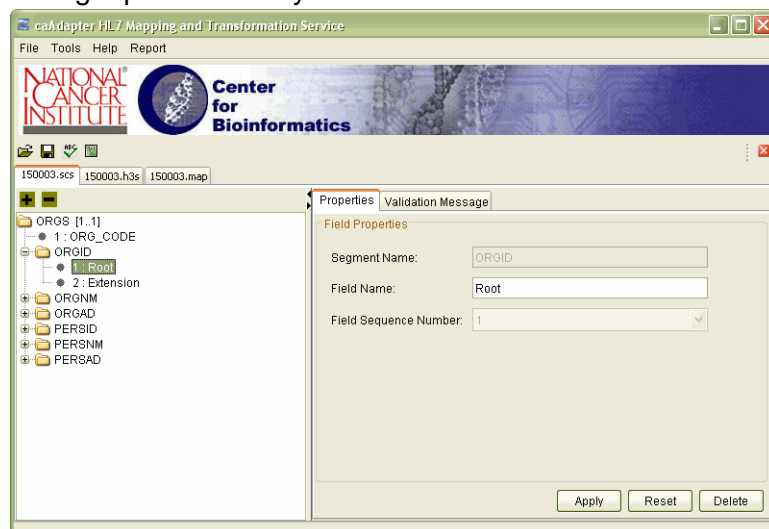 caAdapter HL7 Mapping and Transformation Service
File Tools Help Report
NATIONAL
CANCER
INSTITUTE
Center
for
Bioinformatics
150003.scs 150003.h3s 150003.map
Properties Validation Message
ORGS [1..1]
1 : ORG_CODE
ORGID
1 : Root
2 : Extension
ORGNM
ORGAD
PERSID
PERSNM
PERSAD
Field Properties
Segment Name: ORGID
Field Name: Root
Field Sequence Number: 1
Apply Reset Delete